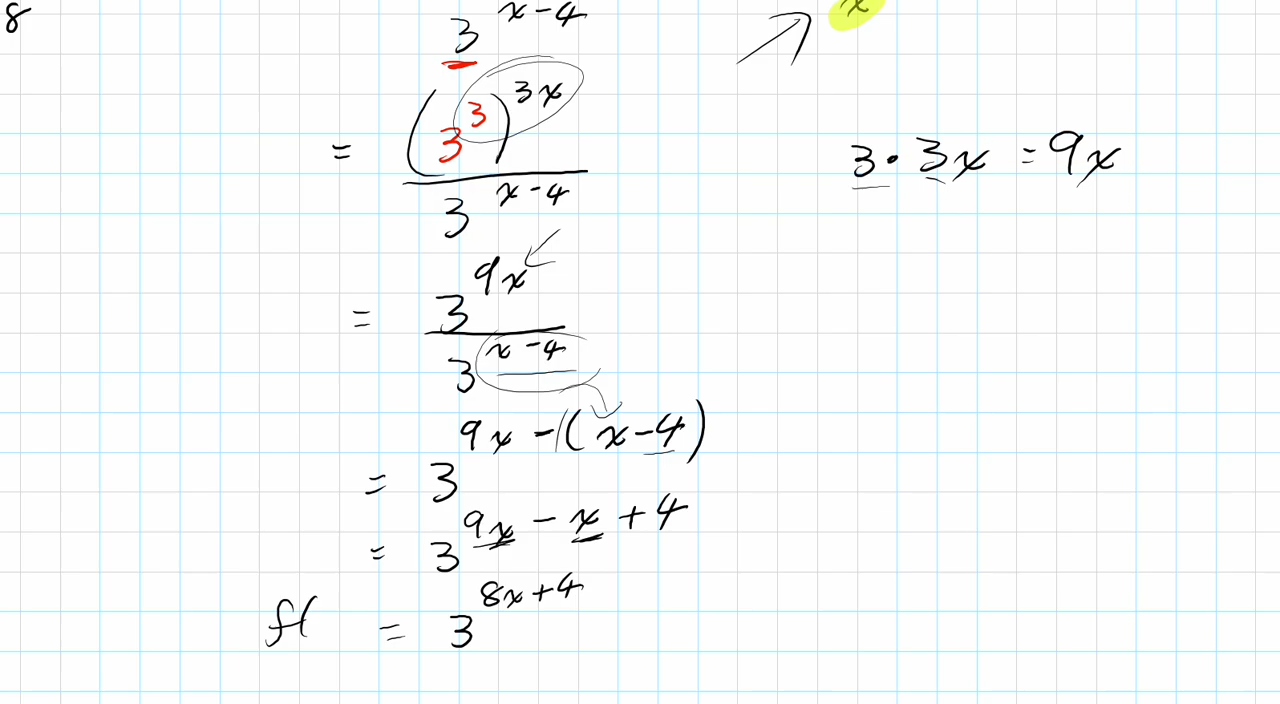 8
x-4
3
x
= (3^3)^3x
3^x-4
3 · 3x = 9x
= 3^9x
3^x-4
= 3^9x-(x-4)
= 3^9x-x+4
f( = 3^8x+4